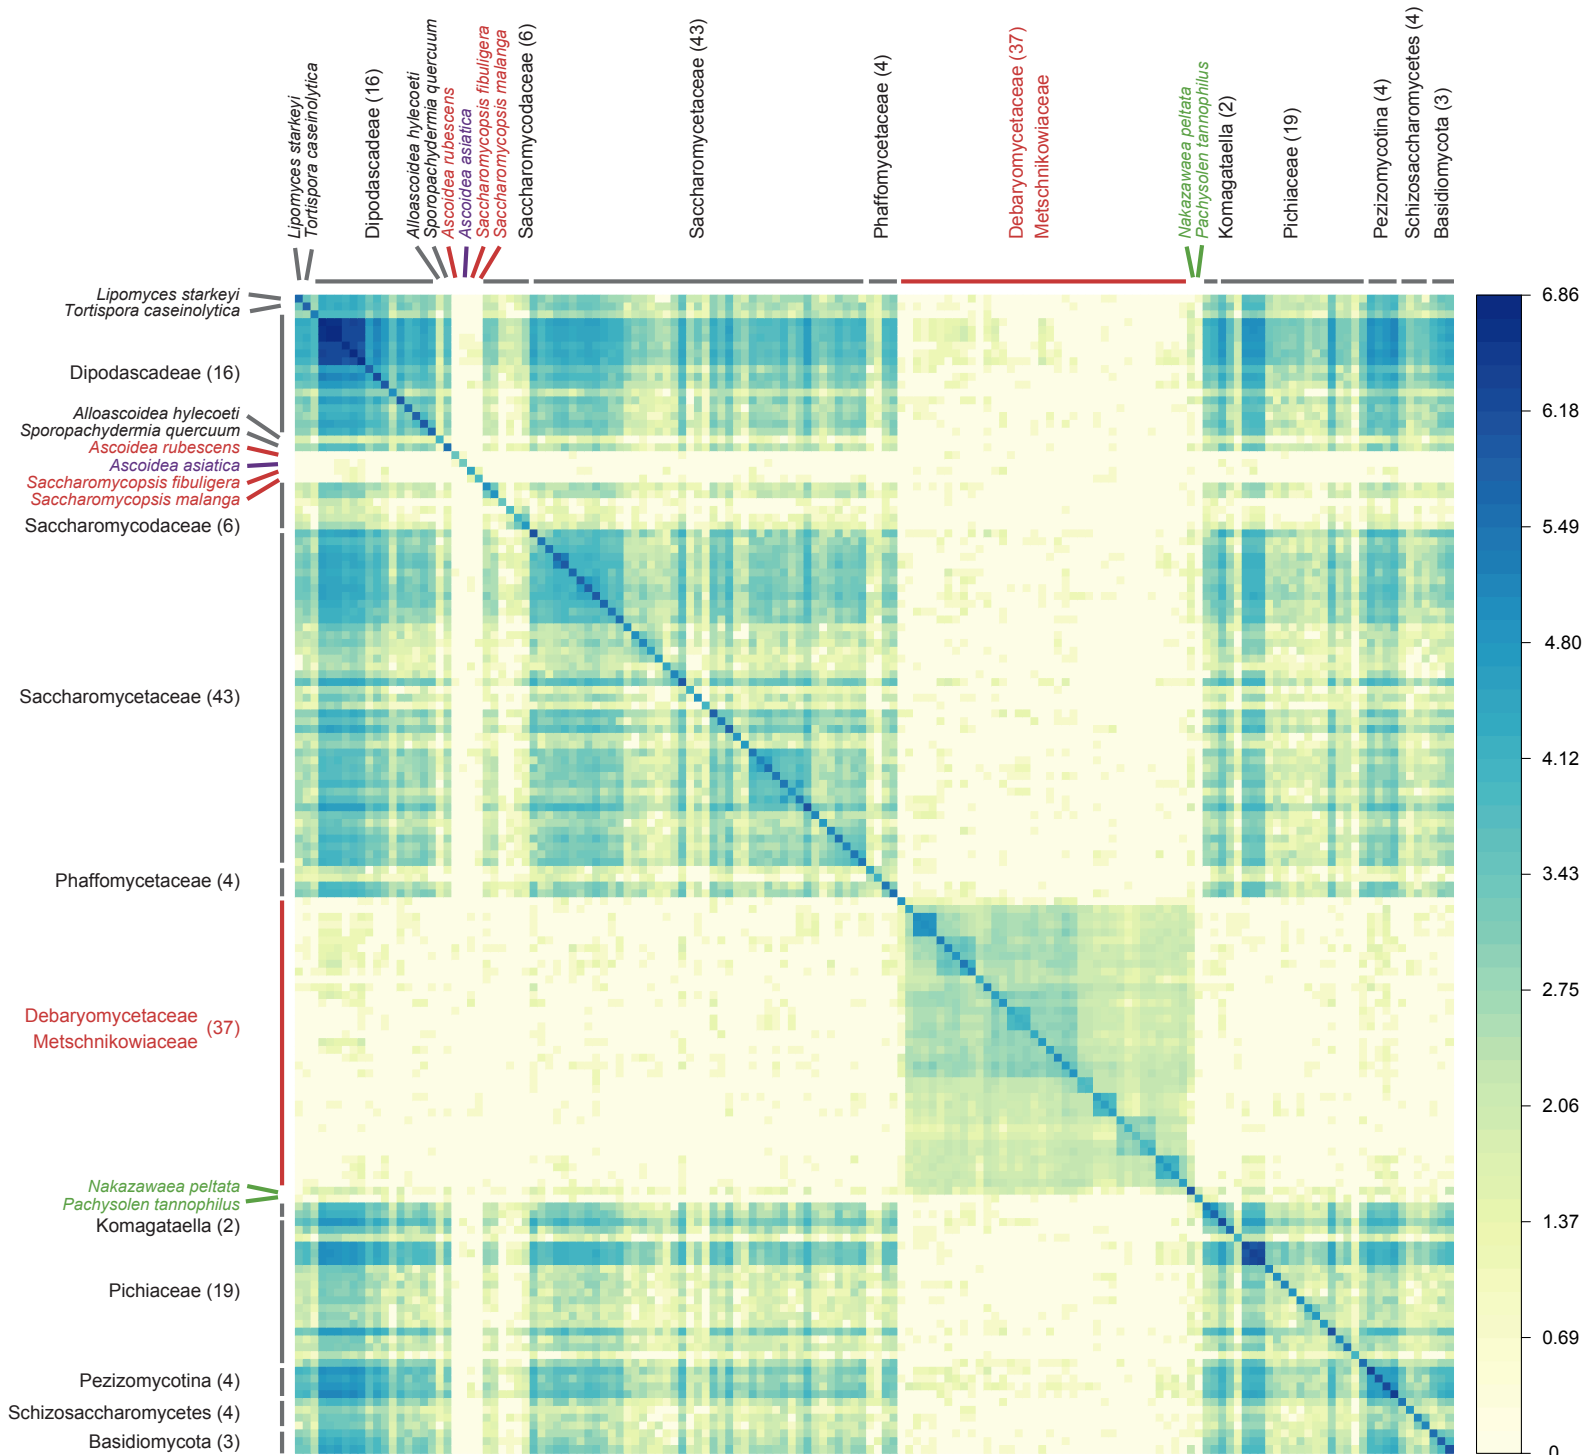 Lipomyces starkeyi
Tortispora caseinolytica
Dipodascadeae (16)
Alloascoidea hylecoeti
Sporopachydermia quercuum
Ascoidea rubescens
Ascoidea asiatica
Saccharomycopsis fibuligera
Saccharomycopsis malanga
Saccharomycodaceae (6)
Saccharomycetaceae (43)
Phaffomycetaceae (4)
Debaryomycetaceae (37)
Metschnikowiaceae
Nakazawaea peltata
Pachysolen tannophilus
Komagataella (2)
Pichiaceae (19)
Pezizomycotina (4)
Schizosaccharomycetes (4)
Basidiomycota (3)
Lipomyces starkeyi
Tortispora caseinolytica
Dipodascadeae (16)
Alloascoidea hylecoeti
Sporopachydermia quercuum
Ascoidea rubescens
Ascoidea asiatica
Saccharomycopsis fibuligera
Saccharomycopsis malanga
Saccharomycodaceae (6)
Saccharomycetaceae (43)
Phaffomycetaceae (4)
Debaryomycetaceae
Metschnikowiaceae
(37)
Nakazawaea peltata
Pachysolen tannophilus
Komagataella (2)
Pichiaceae (19)
Pezizomycotina (4)
Schizosaccharomycetes (4)
Basidiomycota (3)
6.86
6.18
5.49
4.80
4.12
3.43
2.75
2.06
1.37
0.69
0